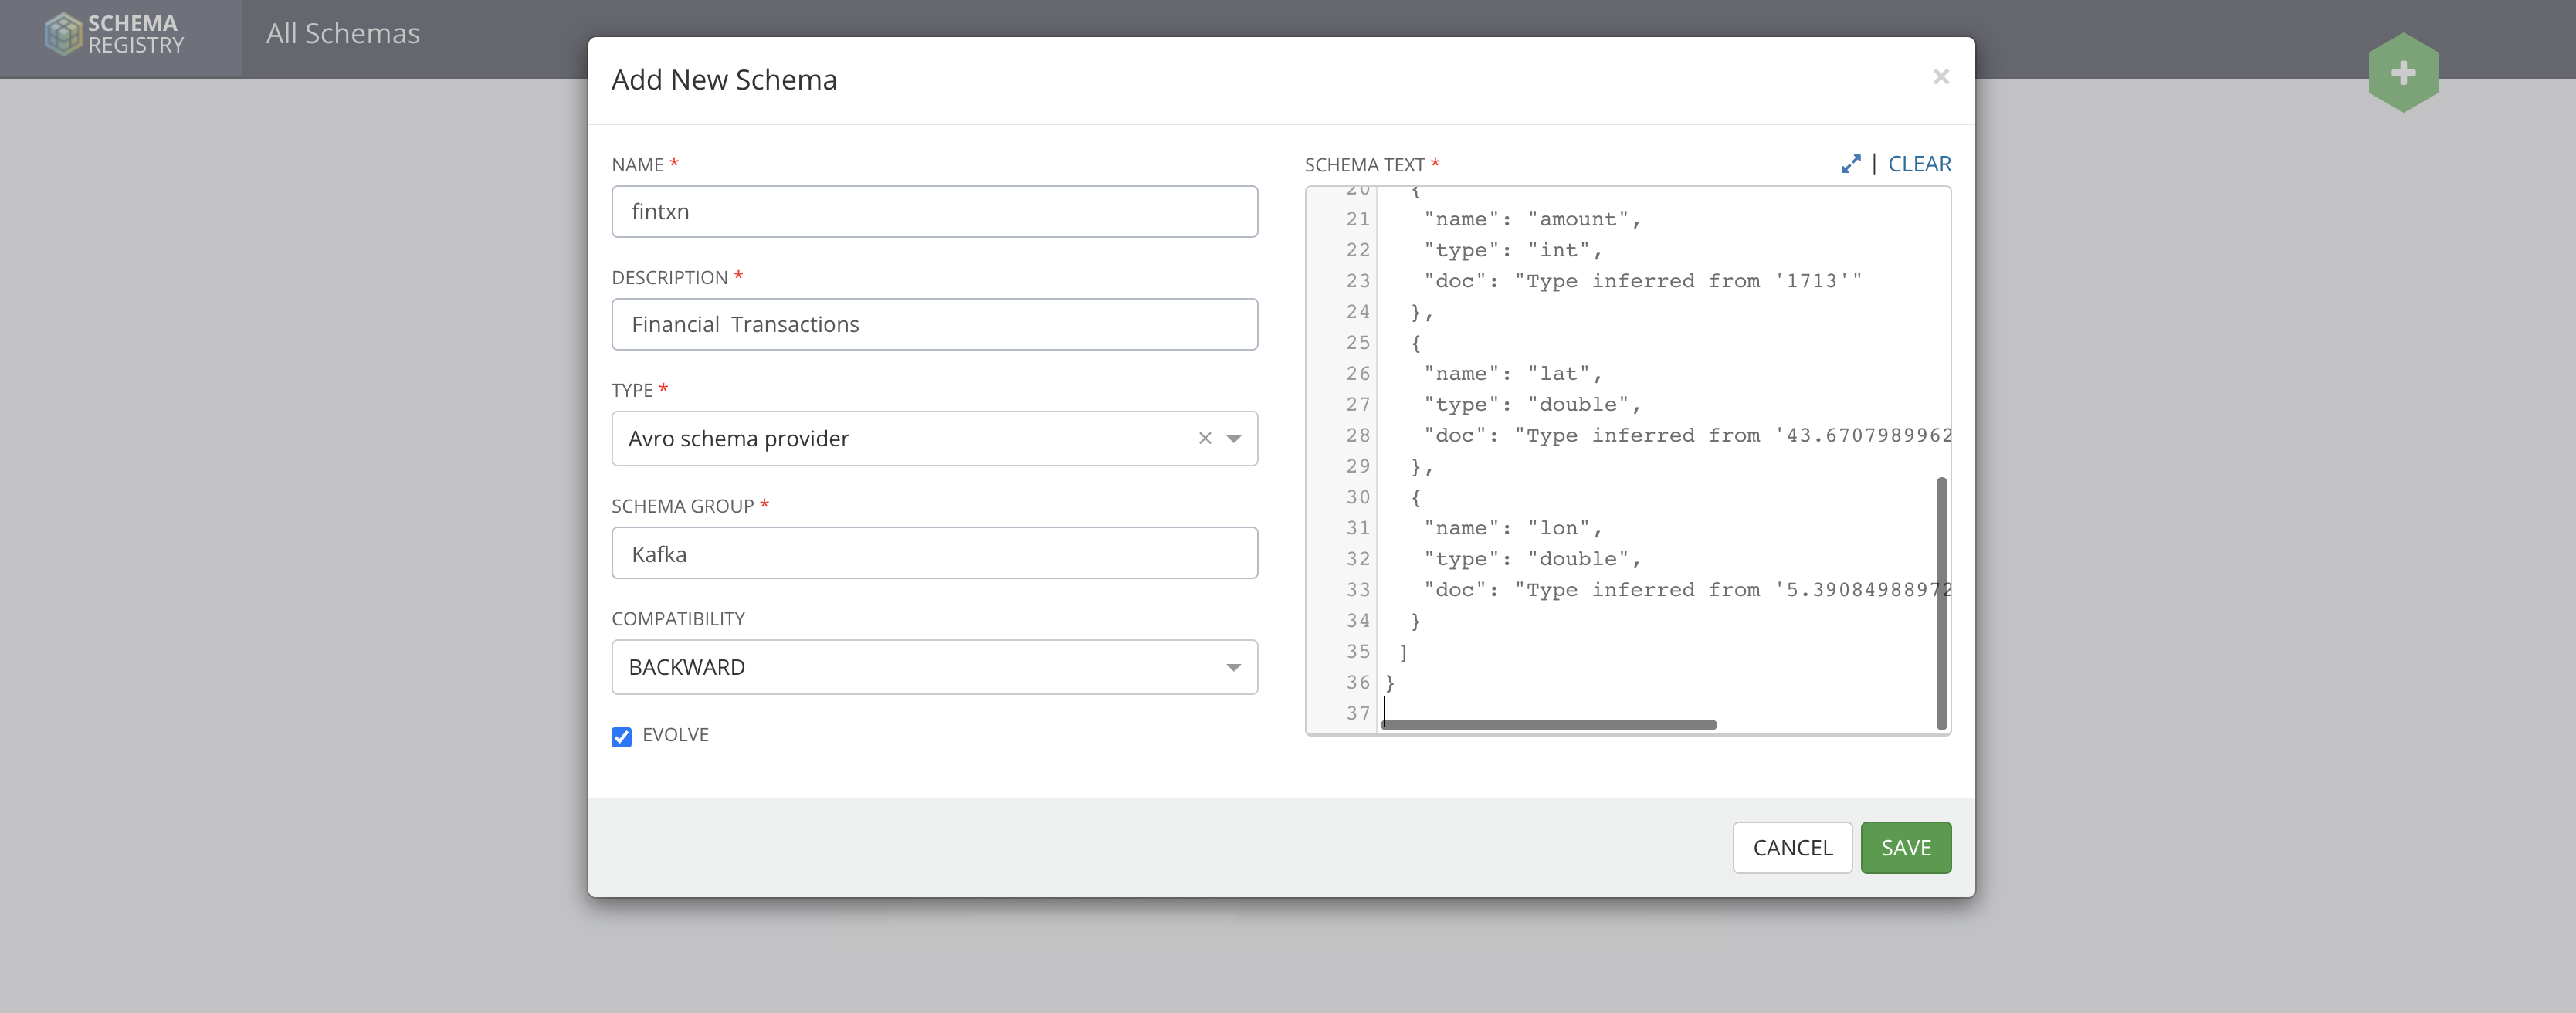 SCHEMA
REGISTRY
All Schemas
Add New Schema
×
NAME *
fintxn
DESCRIPTION *
Financial  Transactions
TYPE *
Avro schema provider
SCHEMA GROUP *
Kafka
COMPATIBILITY
BACKWARD
EVOLVE
SCHEMA TEXT *
| CLEAR
20 {
21 "name": "amount",
22 "type": "int",
23 "doc": "Type inferred from '1713'"
24 },
25 {
26 "name": "lat",
27 "type": "double",
28 "doc": "Type inferred from '43.6707989962
29 },
30 {
31 "name": "lon",
32 "type": "double",
33 "doc": "Type inferred from '5.39084988972
34 }
35 ]
36 }
37
CANCEL
SAVE